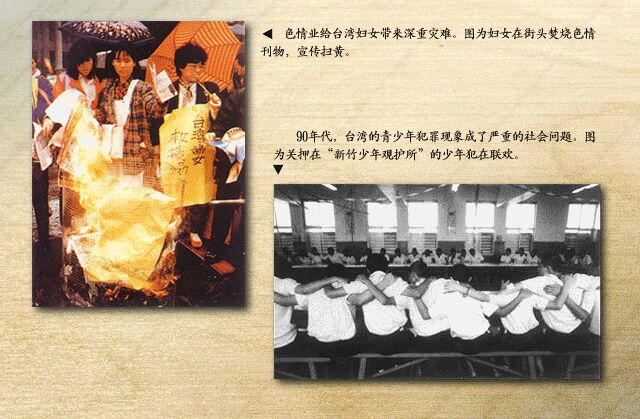 ◀ 色情业给台湾妇女带来深重灾难。图为妇女在街头焚烧色情
刊物，宣传扫黄。
90年代，台湾的青少年犯罪现象成了严重的社会问题。图
为关押在“新竹少年观护所”的少年犯在联欢。
▼
台湾妇女